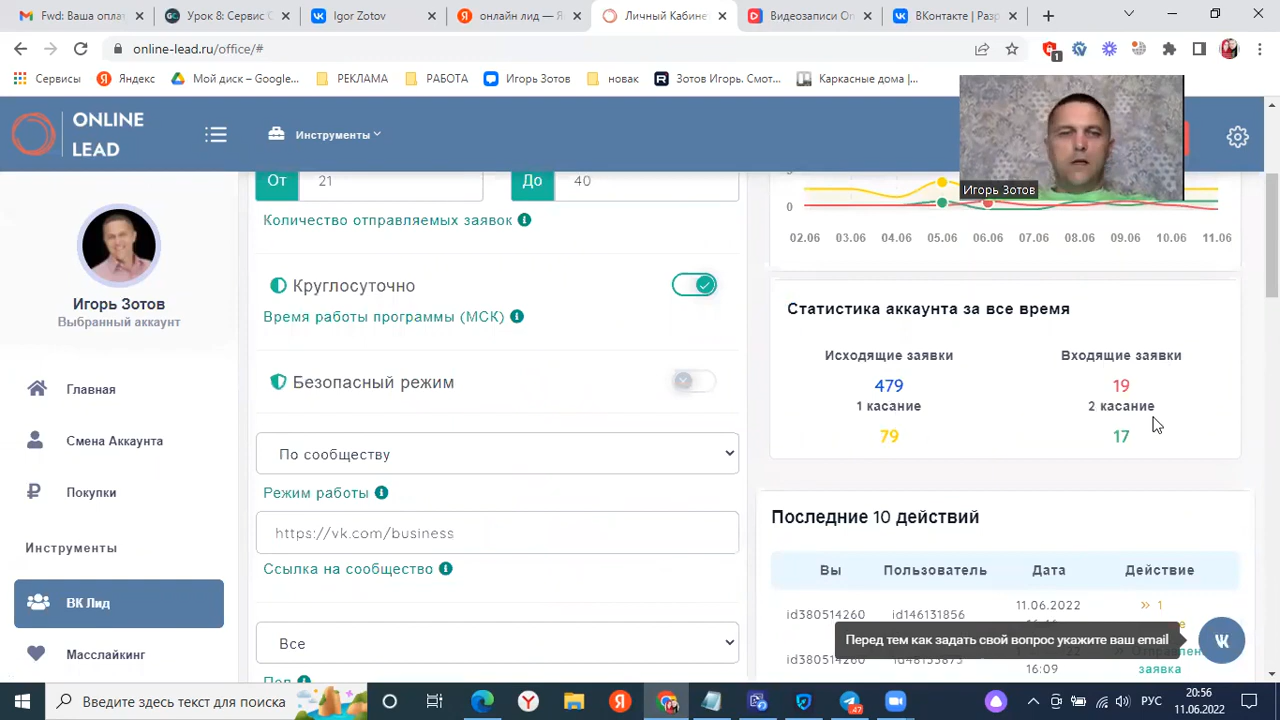 Fwd: Ваша оплат
Урок 8: Сервис О
Igor Zotov
онлайн лид — Я
Личный Кабине
Видеозаписи On
ВКонтакте | Разр
online-lead.ru/office/#
1
Сервисы
Яндекс
Мой диск – Google...
РЕКЛАМА
РАБОТА
Игорь Зотов
новак
Зотов Игорь. Смот...
Каркасные дома |...
ONLINE
LEAD
Инструменты
Игорь Зотов
Игорь Зотов
Выбранный аккаунт
Главная
Смена Аккаунта
Покупки
Инструменты
ВК Лид
Масслайкинг
От
21
До
40
Количество отправляемых заявок
Круглосуточно
Время работы программы (МСК)
Безопасный режим
По сообществу
Режим работы
https://vk.com/business
Ссылка на сообщество
Все
Пол
0
02.06 03.06 04.06 05.06 06.06 07.06 08.06 09.06 10.06 11.06
Статистика аккаунта за все время
Исходящие заявки
Входящие заявки
479
19
1 касание
2 касание
79
17
Последние 10 действий
Вы Пользователь Дата Действие
id380514260 id146131856 11.06.2022 » 1
Перед тем как задать свой вопрос укажите ваш email
16:09
заявка
Введите здесь текст для поиска
47
РУС
20:56
11.06.2022